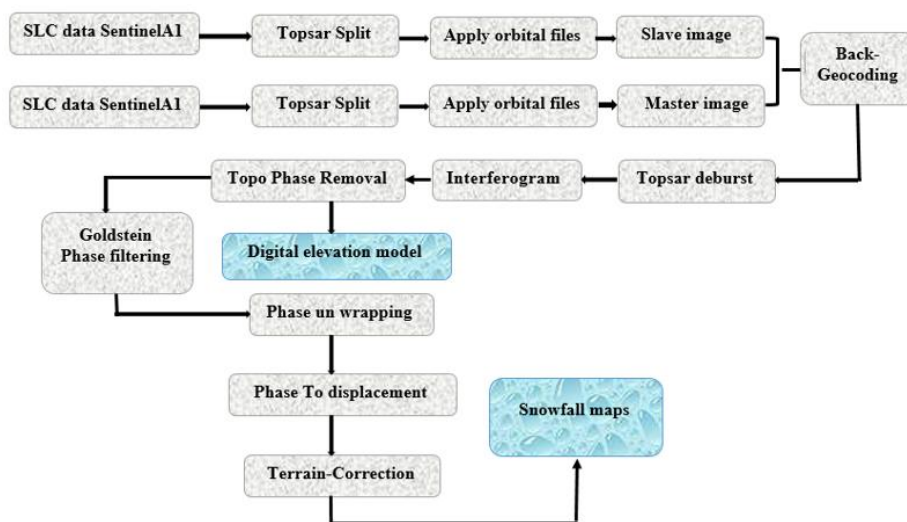 SLC data SentinelA1
Topsar Split
Apply orbital files
Slave image
Back-
Geocoding
SLC data SentinelA1
Topsar Split
Apply orbital files
Master image
Topo Phase Removal
Interferogram
Topsar deburst
Goldstein
Phase filtering
Digital elevation model
Phase un wrapping
Phase To displacement
Snowfall maps
Terrain-Correction